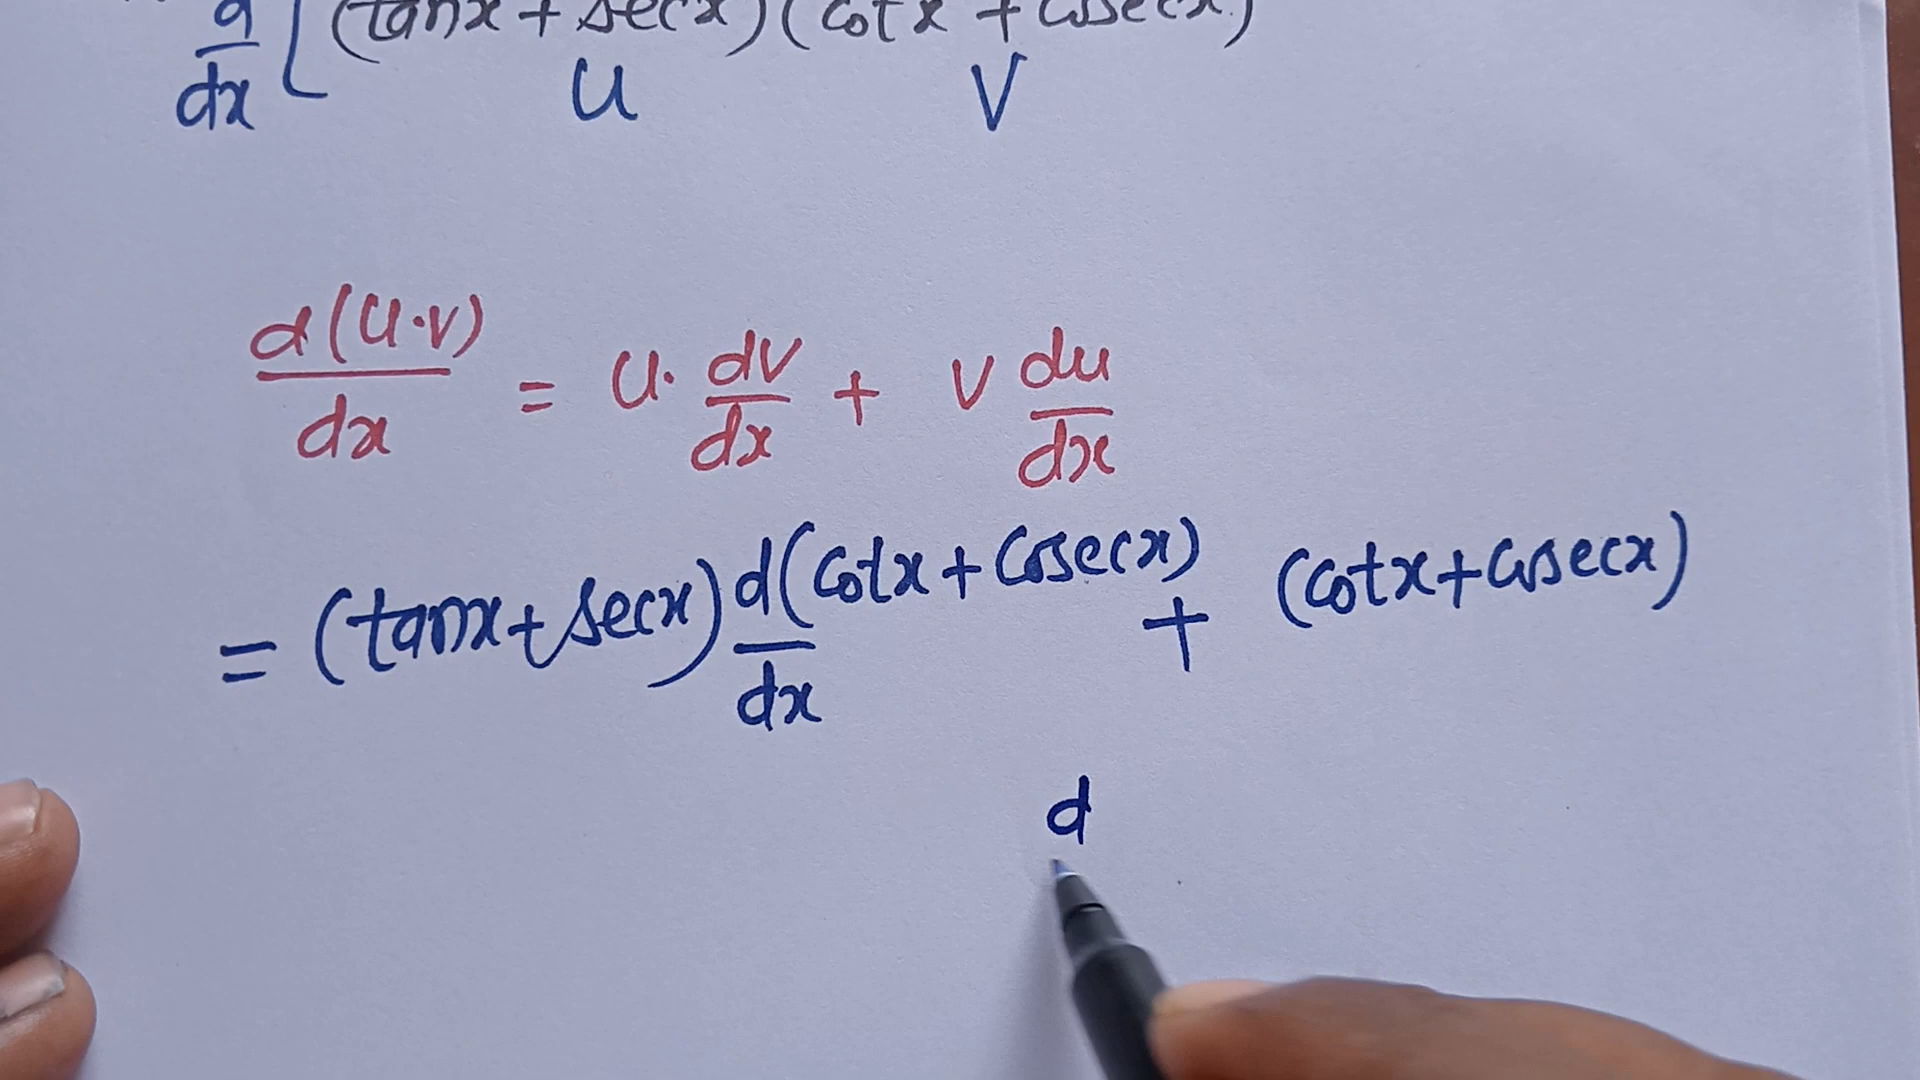 d/dx [(tanx + secx)(cotx + cosecx)
U V
d(U·V)/dx = U· dV/dx + V du/dx
= (tanx + secx) d/dx (cotx + cosecx) + (cotx + cosecx)
d